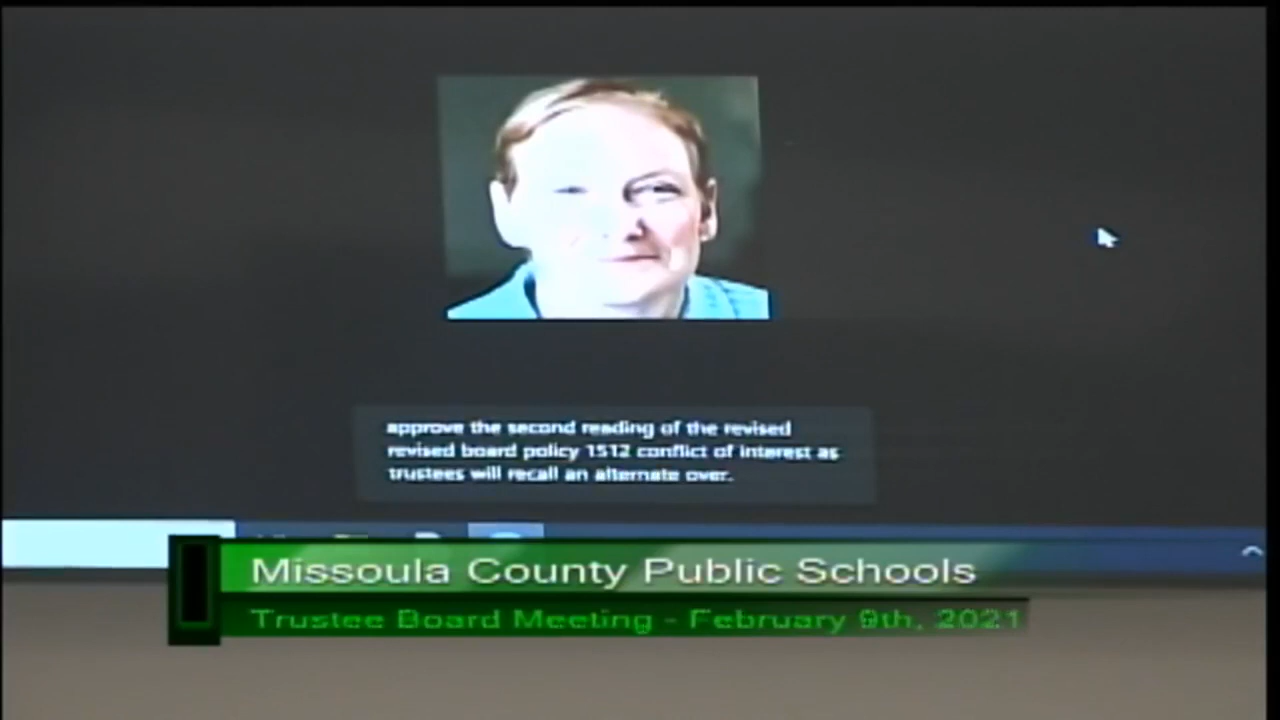 approve the second reading of the revised
revised board policy 1512 conflict of interest as
trustees will recall an alternate over.
Missoula County Public Schools
Trustee Board Meeting - February 9th, 2021